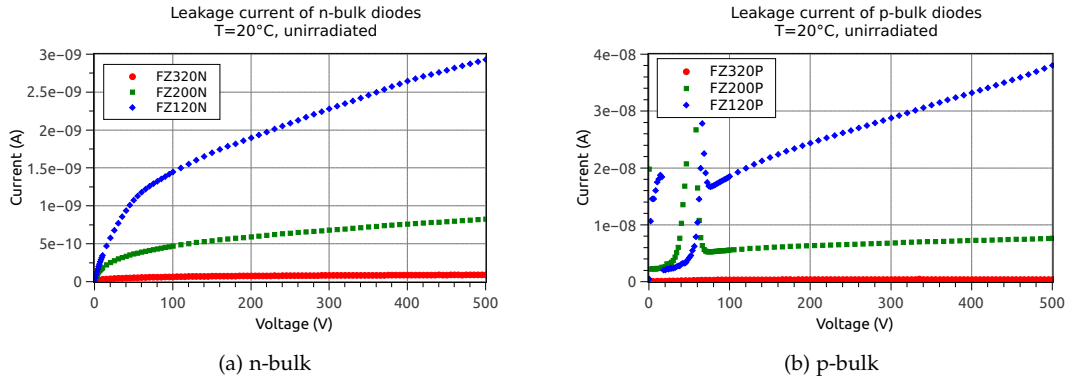 Leakage current of n-bulk diodes
T=20°C, unirradiated
3e−09
2.5e−09
2e−09
1.5e−09
1e−09
5e−10
0
Current (A)
FZ320N
FZ200N
FZ120N
0 100 200 300 400 500
Voltage (V)
(a) n-bulk
Leakage current of p-bulk diodes
T=20°C, unirradiated
4e−08
3e−08
2e−08
1e−08
0
Current (A)
FZ320P
FZ200P
FZ120P
0 100 200 300 400 500
Voltage (V)
(b) p-bulk